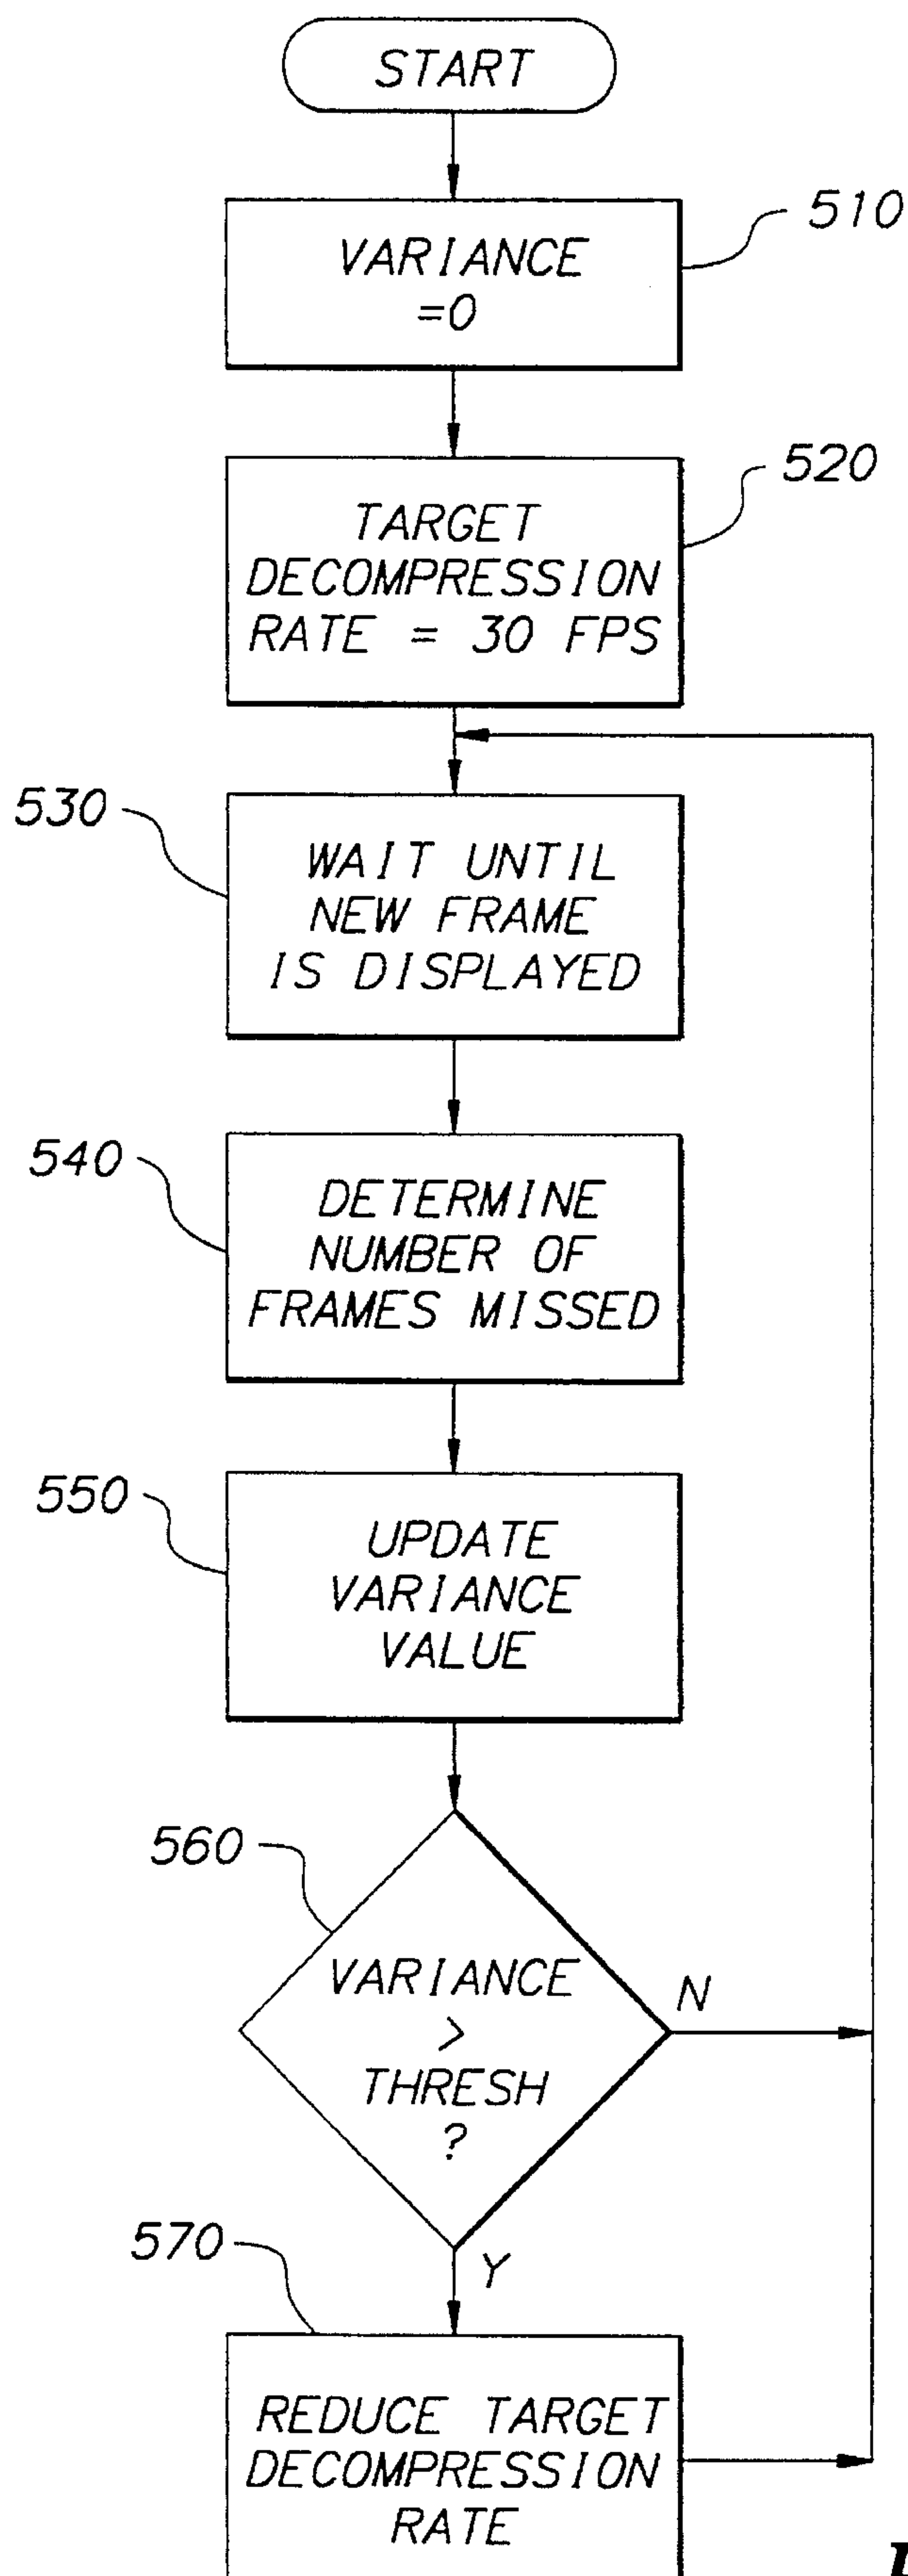 START
510
VARIANCE
=0
520
TARGET
DECOMPRESSION
RATE = 30 FPS
530
WAIT UNTIL
NEW FRAME
IS DISPLAYED
540
DETERMINE
NUMBER OF
FRAMES MISSED
550
UPDATE
VARIANCE
VALUE
560
VARIANCE
>
THRESH
?
N
Y
570
REDUCE TARGET
DECOMPRESSION
RATE